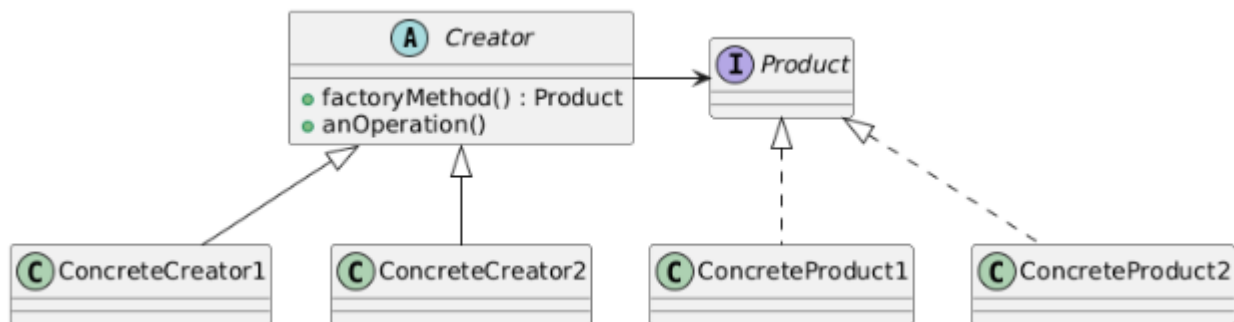 A Creator
factoryMethod() : Product
anOperation()
I Product
C ConcreteCreator1
C ConcreteCreator2
C ConcreteProduct1
C ConcreteProduct2